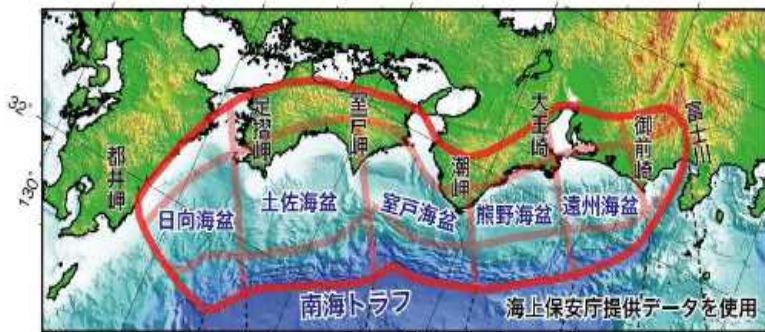 足摺岬
室戸岬
大王崎
御前崎
富士川
都井岬
潮岬
日向海盆
土佐海盆
室戸海盆
熊野海盆
遠州海盆
南海トラフ
海上保安庁提供データを使用
130°